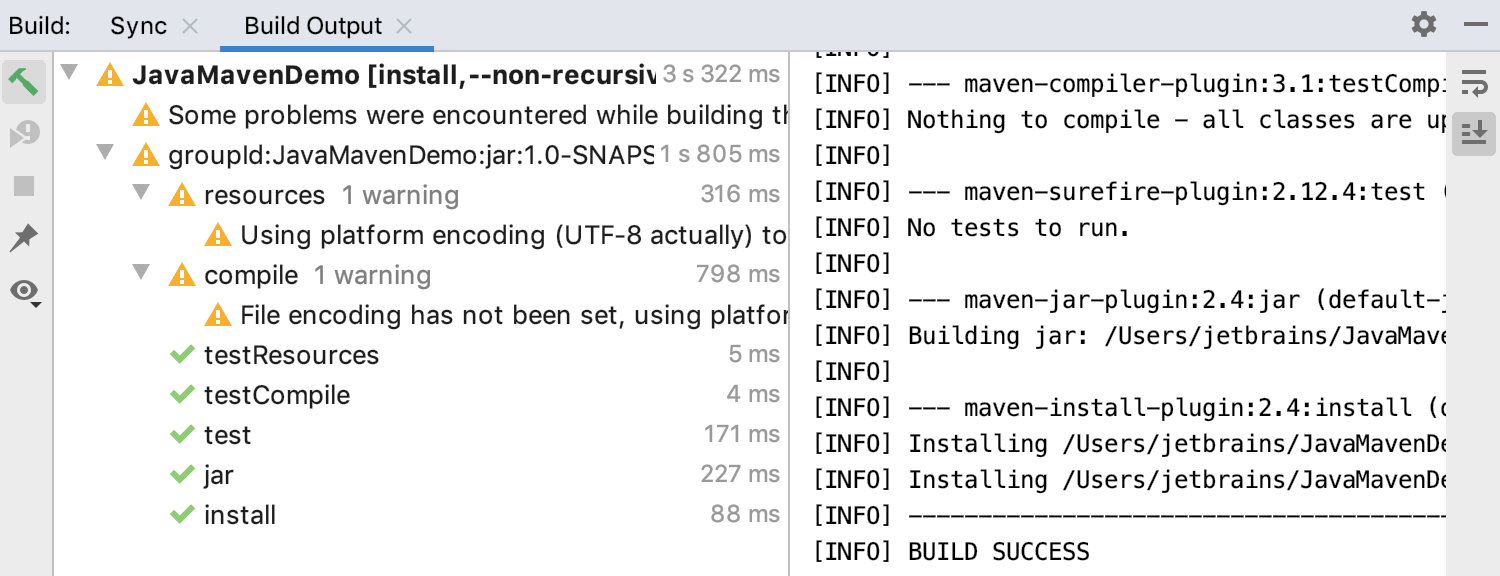 Build: Sync Build Output
JavaMavenDemo [install,--non-recursiv 3 s 322 ms
Some problems were encountered while building th
groupId:JavaMavenDemo:jar:1.0-SNAPS 1 s 805 ms
resources 1 warning 316 ms
Using platform encoding (UTF-8 actually) to
compile 1 warning 798 ms
File encoding has not been set, using platfor
testResources 5 ms
testCompile 4 ms
test 171 ms
jar 227 ms
install 88 ms
[INFO]
[INFO] --- maven-compiler-plugin:3.1:testCompi
[INFO] Nothing to compile - all classes are up
[INFO]
[INFO] --- maven-surefire-plugin:2.12.4:test (
[INFO] No tests to run.
[INFO]
[INFO] --- maven-jar-plugin:2.4:jar (default-j
[INFO] Building jar: /Users/jetbrains/JavaMave
[INFO]
[INFO] --- maven-install-plugin:2.4:install (d
[INFO] Installing /Users/jetbrains/JavaMavenDe
[INFO] Installing /Users/jetbrains/JavaMavenDe
[INFO] ---------------------------------------
[INFO] BUILD SUCCESS